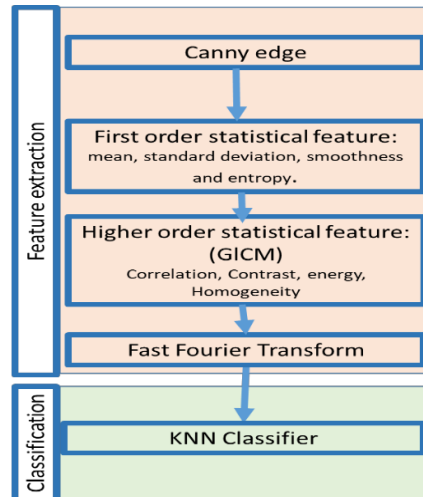 Feature extraction
Canny edge
First order statistical feature:
mean, standard deviation, smoothness
and entropy.
Higher order statistical feature:
(GlCM)
Correlation, Contrast, energy,
Homogeneity
Fast Fourier Transform
Classification
KNN Classifier